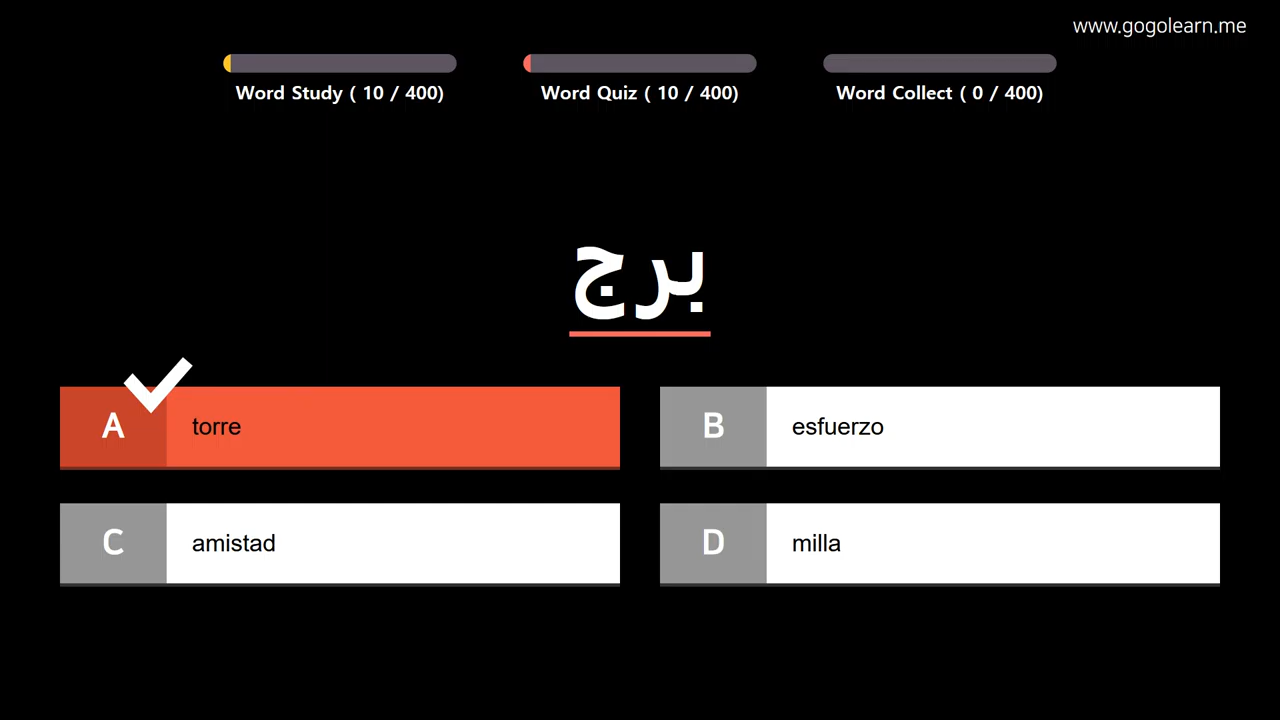 www.gogolearn.me
Word Study ( 10 / 400)
Word Quiz ( 10 / 400)
Word Collect ( 0 / 400)
برج
A torre
B esfuerzo
C amistad
D milla